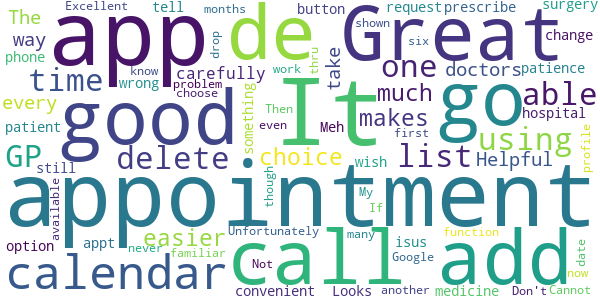 Excellent tell months button request prescribe surgery
The app de Great shown change
way phone know drop six
time carefully thru take one doctors patience
wrong problem choose work
every good something Then It much go able
patient even Meh makes first hospital
GP still delete choice list using
wish Helpful profile
appointment
available though My If
option appt never easier familiar Unfortunately many function date
calendar call isus Google add
Not now
convenient Looks another medicine Don't Cannot